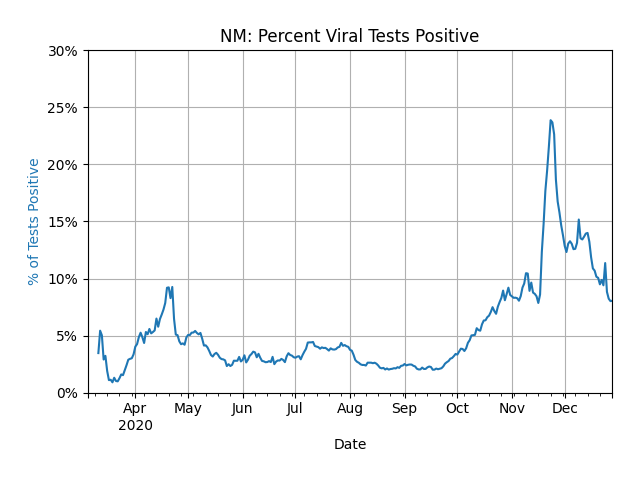 NM: Percent Viral Tests Positive
30%
25%
20%
15%
10%
5%
0%
% of Tests Positive
Apr May Jun Jul Aug Sep Oct Nov Dec
2020
Date